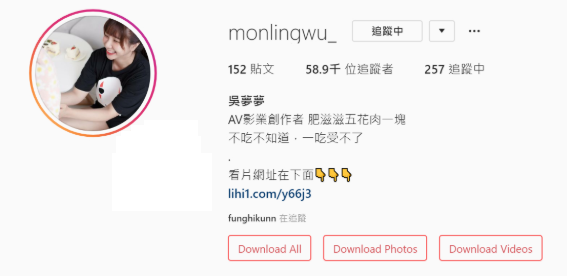 monlingwu_ 追蹤中
152 貼文 58.9千 位追蹤者 257 追蹤中
吳夢夢
AV影業創作者 肥滋滋五花肉一塊
不吃不知道，一吃受不了
.
看片網址在下面👇👇👇
lihi1.com/y66j3
funghikunn 在追蹤
Download All Download Photos Download Videos